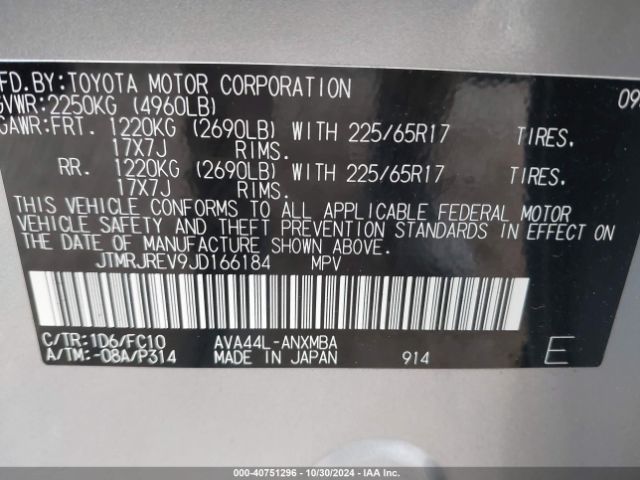 FD.BY:TOYOTA MOTOR CORPORATION 09
GVWR:2250KG (4960LB)
GAWR:FRT. 1220KG (2690LB) WITH 225/65R17 TIRES.
17X7J RIMS.
RR. 1220KG (2690LB) WITH 225/65R17 TIRES.
17X7J RIMS.
THIS VEHICLE CONFORMS TO ALL APPLICABLE FEDERAL MOTOR
VEHICLE SAFETY AND THEFT PREVENTION STANDARDS IN EFFECT ON
THE DATE OF MANUFACTURE SHOWN ABOVE.
JTMRJREV9JD166184 MPV
C/TR:1D6/FC10 AVA44L-ANXMBA
A/TM:-08A/P314 MADE IN JAPAN 914 E
000-40751296 - 10/30/2024 - IAAI.COM